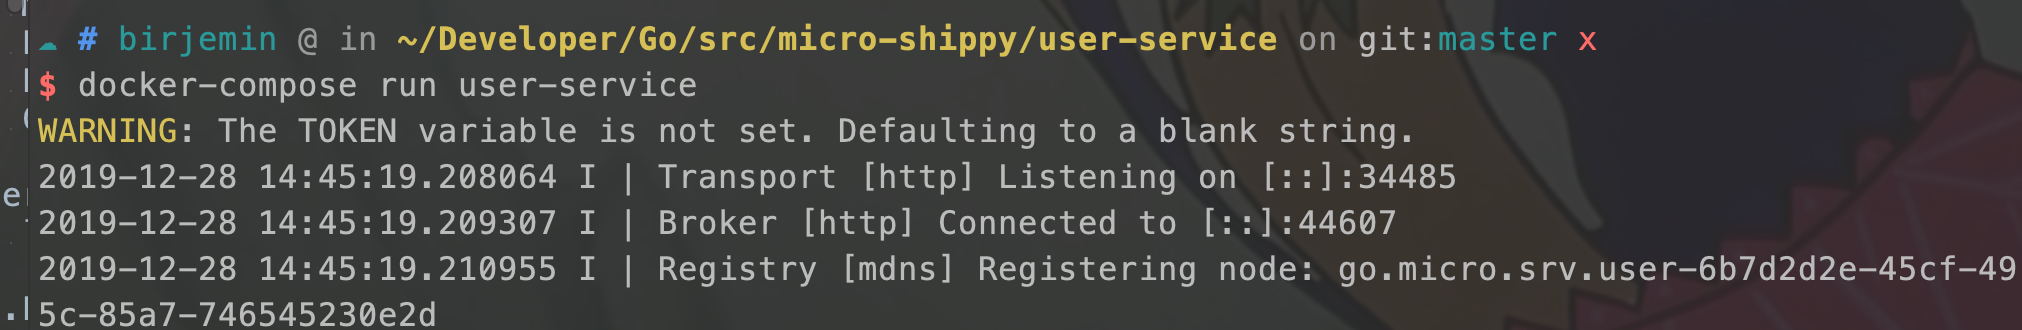 # birjemin @ in ~/Developer/Go/src/micro-shippy/user-service on git:master x
$ docker-compose run user-service
WARNING: The TOKEN variable is not set. Defaulting to a blank string.
2019-12-28 14:45:19.208064 I | Transport [http] Listening on [::]:34485
2019-12-28 14:45:19.209307 I | Broker [http] Connected to [::]:44607
2019-12-28 14:45:19.210955 I | Registry [mdns] Registering node: go.micro.srv.user-6b7d2d2e-45cf-49
5c-85a7-746545230e2d